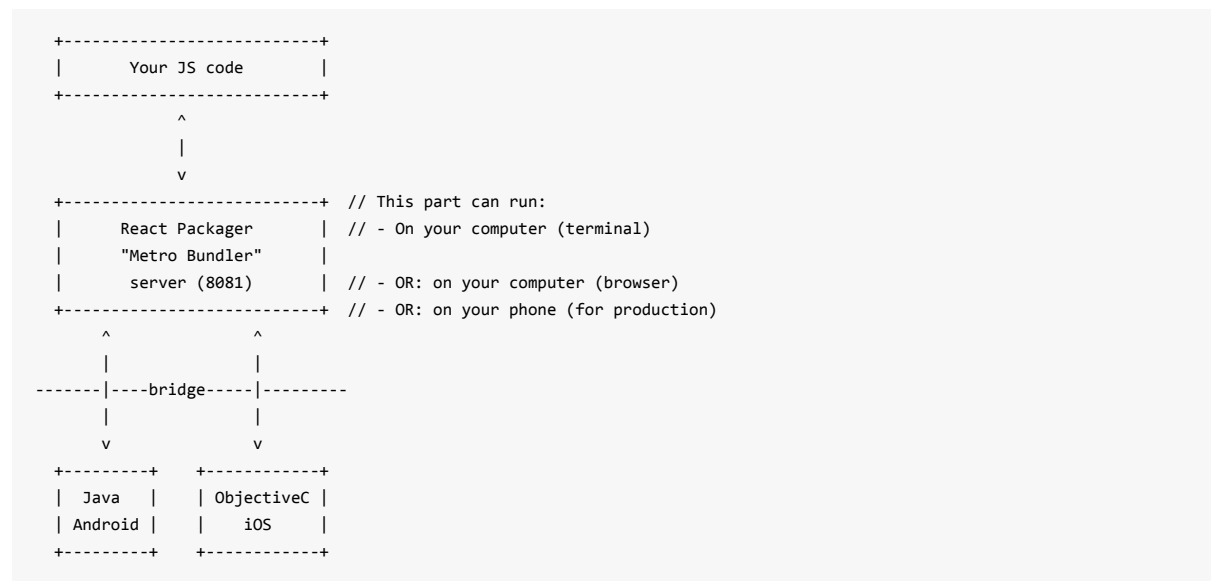 +---------------------------+
|       Your JS code        |
+---------------------------+
             ^
             |
             v
+---------------------------+  // This part can run:
|      React Packager       |  // - On your computer (terminal)
|      "Metro Bundler"      |
|       server (8081)       |  // - OR: on your computer (browser)
+---------------------------+  // - OR: on your phone (for production)
     ^               ^
     |               |
-------|----bridge-----|---------
     |               |
     v               v
+---------+    +------------+
|  Java   |    | ObjectiveC |
| Android |    |    iOS     |
+---------+    +------------+